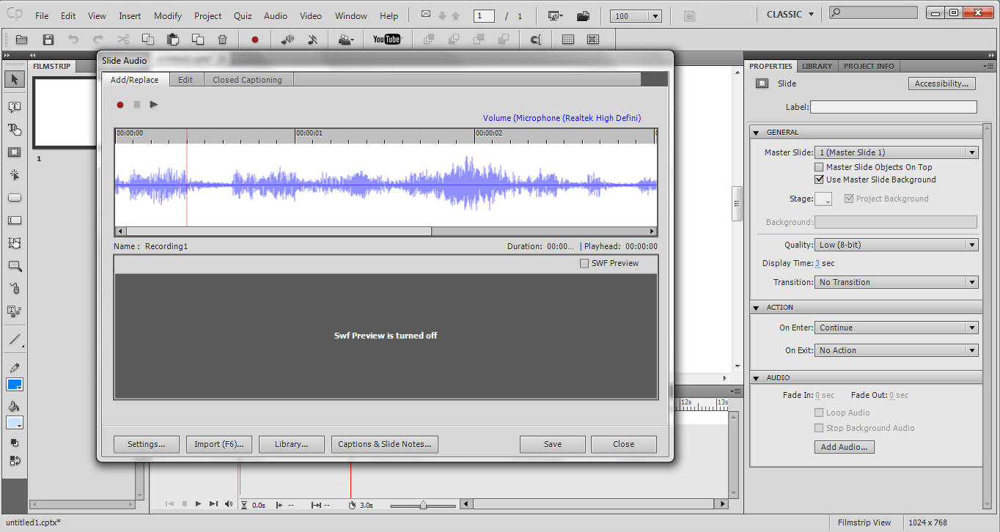 Cp File Edit View Insert Modify Project Quiz Audio Video Window Help 1 / 1 100 Br CLASSIC
YouTube
FILMSTRIP
1
Slide Audio
Add/Replace Edit Closed Captioning
Volume (Microphone (Realtek High Defini)
00:00:00 00:00:01 00:00:02
Name : Recording1 Duration: 00:00... | Playhead: 00:00:00
SWF Preview
Swf Preview is turned off
Settings... Import (F6)... Library... Captions & Slide Notes... Save Close
12s 13s
0.0s -- -- 3.0s
PROPERTIES LIBRARY PROJECT INFO
Slide Accessibility...
Label:
GENERAL
Master Slide: 1 (Master Slide 1)
Master Slide Objects On Top
Use Master Slide Background
Stage: Project Background
Background:
Quality: Low (8-bit)
Display Time: 3 sec
Transition: No Transition
ACTION
On Enter: Continue
On Exit: No Action
AUDIO
Fade In: 0 sec Fade Out: 0 sec
Loop Audio
Stop Background Audio
Add Audio...
untitled1.cptx* Filmstrip View 1024 x 768